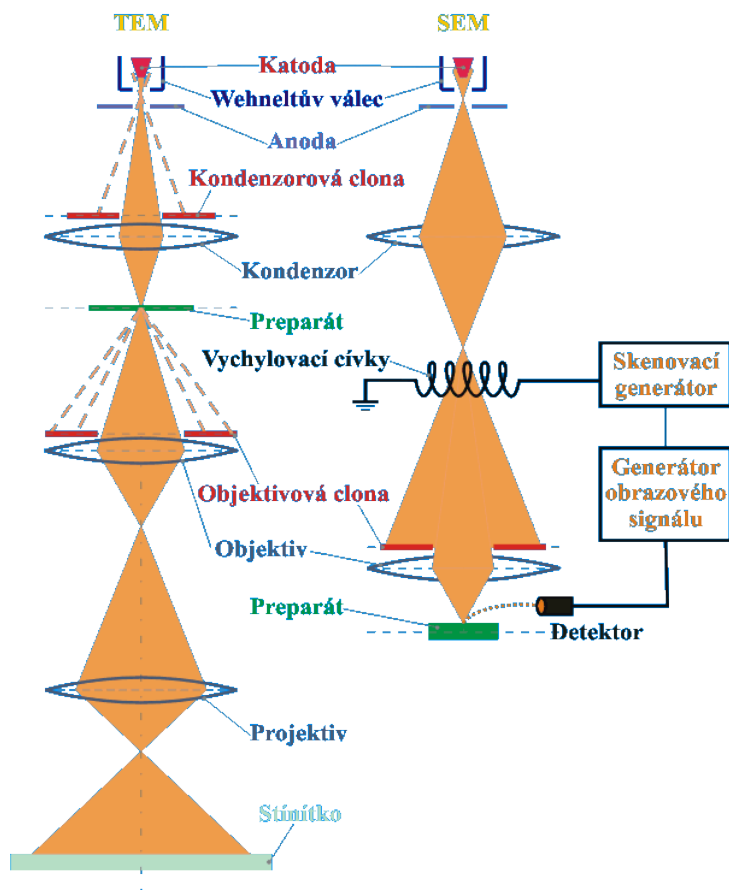 TEM
SEM
Katoda
Wehneltův válec
Anoda
Kondenzorová clona
Kondenzor
Preparát
Vychylovací cívky
Skenovací
generátor
Generátor
obrazového
signálu
Objektivová clona
Objektiv
Preparát
Detektor
Projektiv
Stínítko